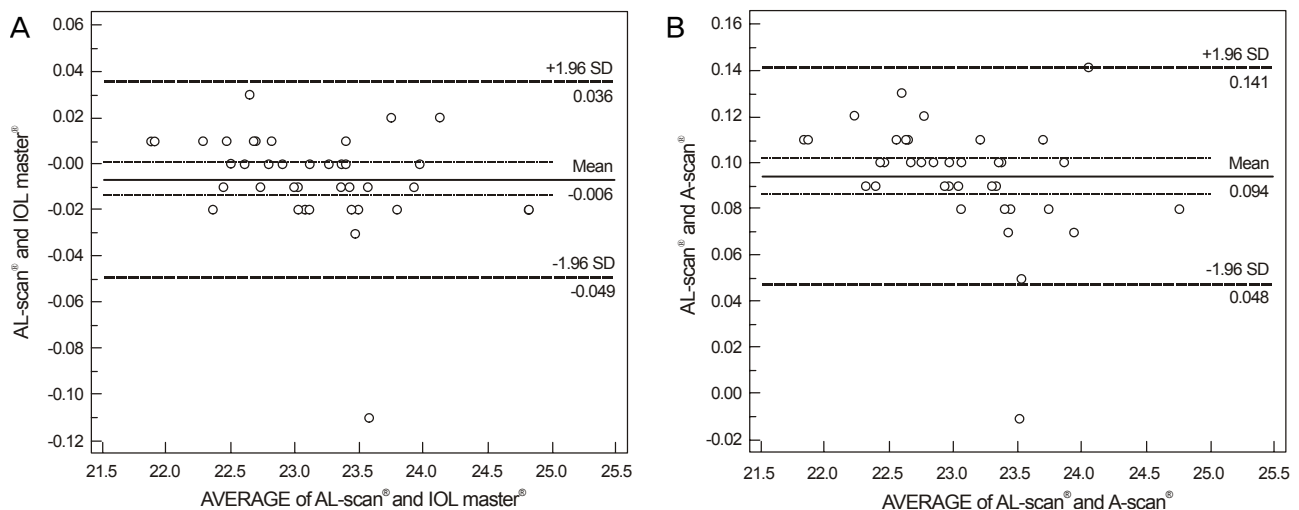 A
0.06
0.04
0.02
-0.00
-0.02
-0.04
-0.06
-0.08
-0.10
-0.12
AL-scan® and IOL master®
+1.96 SD
0.036
Mean
-0.006
-1.96 SD
-0.049
21.5 22.0 22.5 23.0 23.5 24.0 24.5 25.0 25.5
AVERAGE of AL-scan® and IOL master®
B
0.16
0.14
0.12
0.10
0.08
0.06
0.04
0.02
0.00
-0.02
AL-scan® and A-scan®
+1.96 SD
0.141
Mean
0.094
-1.96 SD
0.048
21.5 22.0 22.5 23.0 23.5 24.0 24.5 25.0 25.5
AVERAGE of AL-scan® and A-scan®